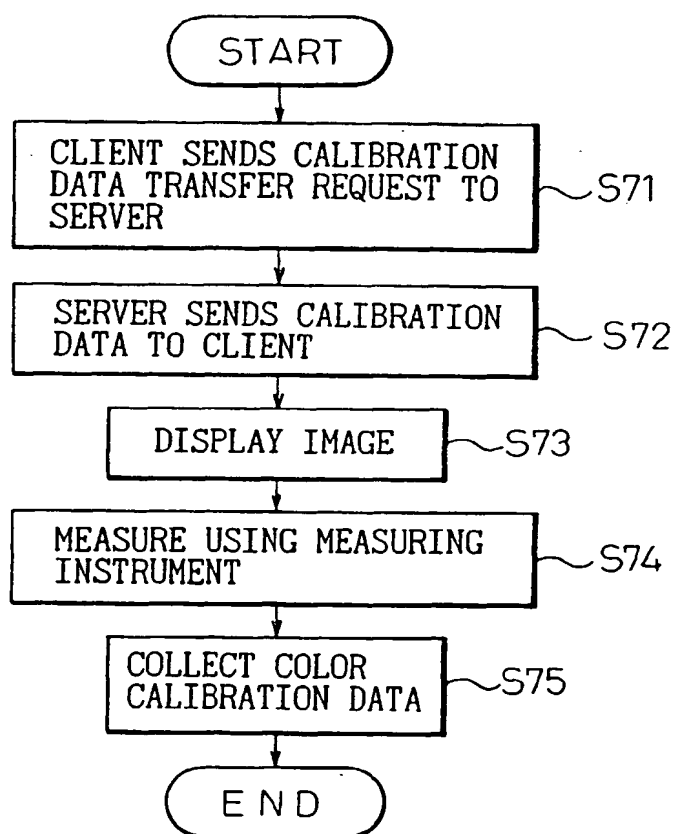 START
CLIENT SENDS CALIBRATION
DATA TRANSFER REQUEST TO
SERVER
S71
SERVER SENDS CALIBRATION
DATA TO CLIENT
S72
DISPLAY IMAGE
S73
MEASURE USING MEASURING
INSTRUMENT
S74
COLLECT COLOR
CALIBRATION DATA
S75
END